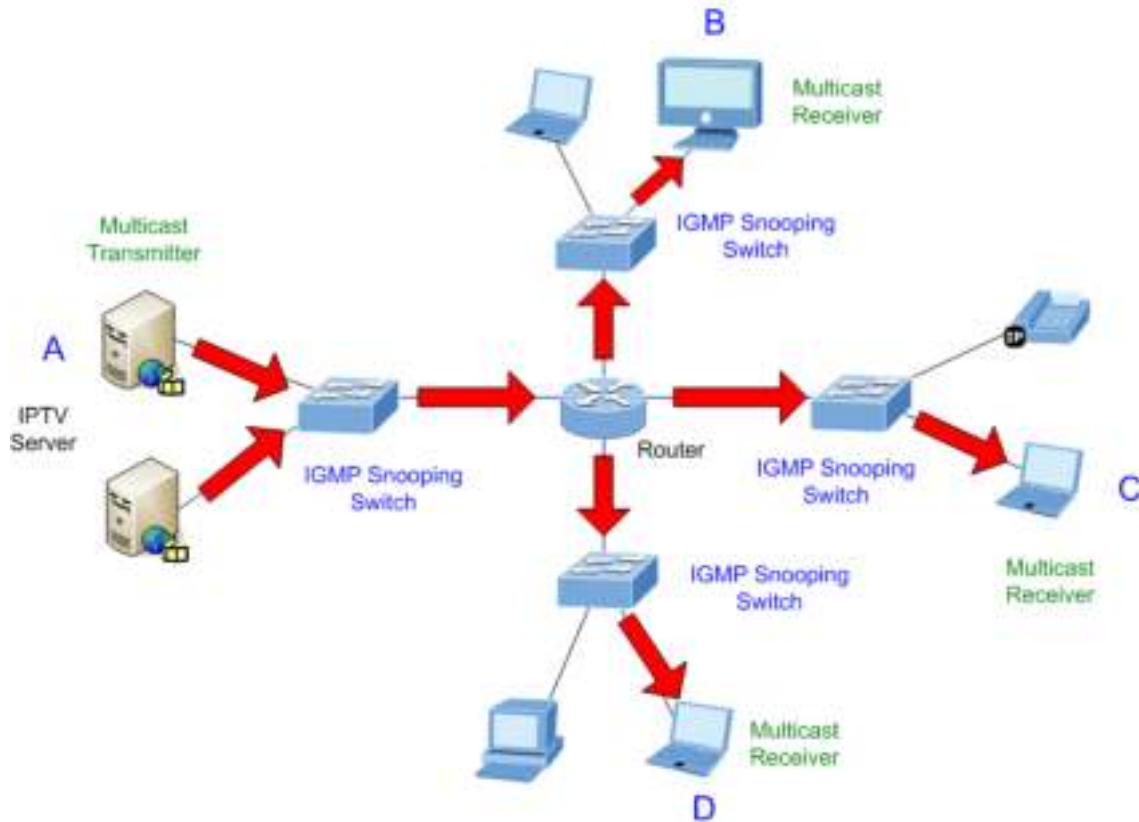 B
Multicast
Receiver
IGMP Snooping
Switch
Multicast
Transmitter
A
IPTV
Server
IGMP Snooping
Switch
Router
IP
IGMP Snooping
Switch
C
Multicast
Receiver
IGMP Snooping
Switch
Multicast
Receiver
D